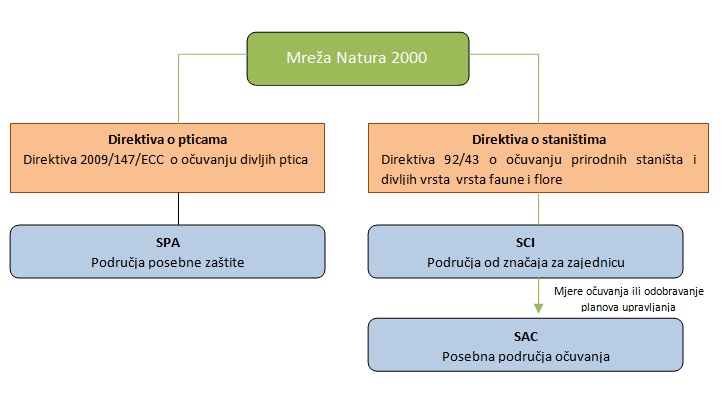 Mreža Natura 2000
Direktiva o pticama
Direktiva 2009/147/ECC o očuvanju divljih ptica
Direktiva o staništima
Direktiva 92/43 o očuvanju prirodnih staništa i
divljih vrsta vrsta faune i flore
SPA
Područja posebne zaštite
SCI
Područja od značaja za zajednicu
Mjere očuvanja ili odobravanje
planova upravljanja
SAC
Posebna područja očuvanja